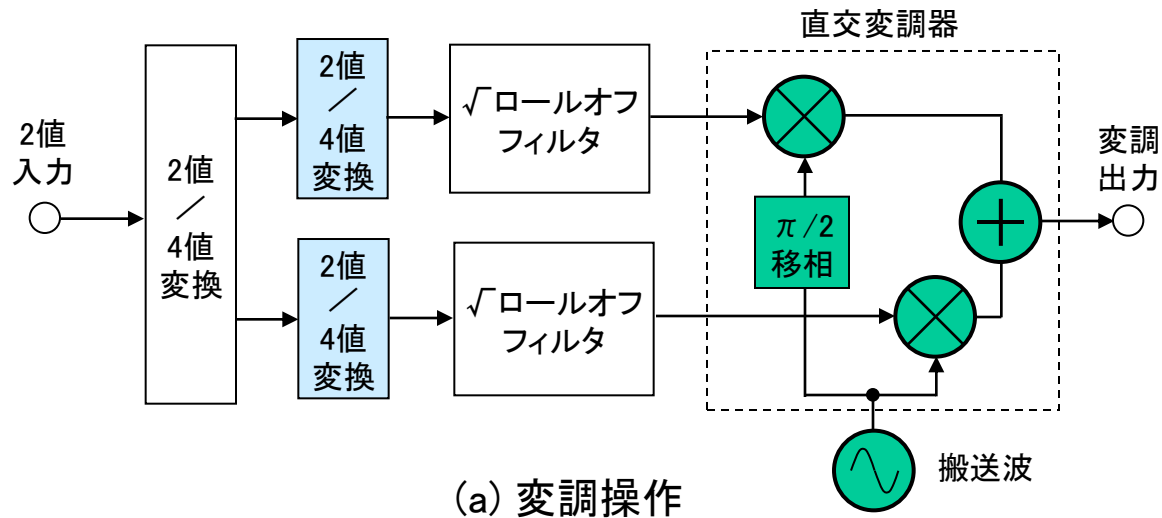 直交変調器
2値
入力
2値
／
4値
変換
2値
／
4値
変換
√ロールオフ
フィルタ
π/2
移相
変調
出力
2値
／
4値
変換
√ロールオフ
フィルタ
搬送波
(a) 変調操作